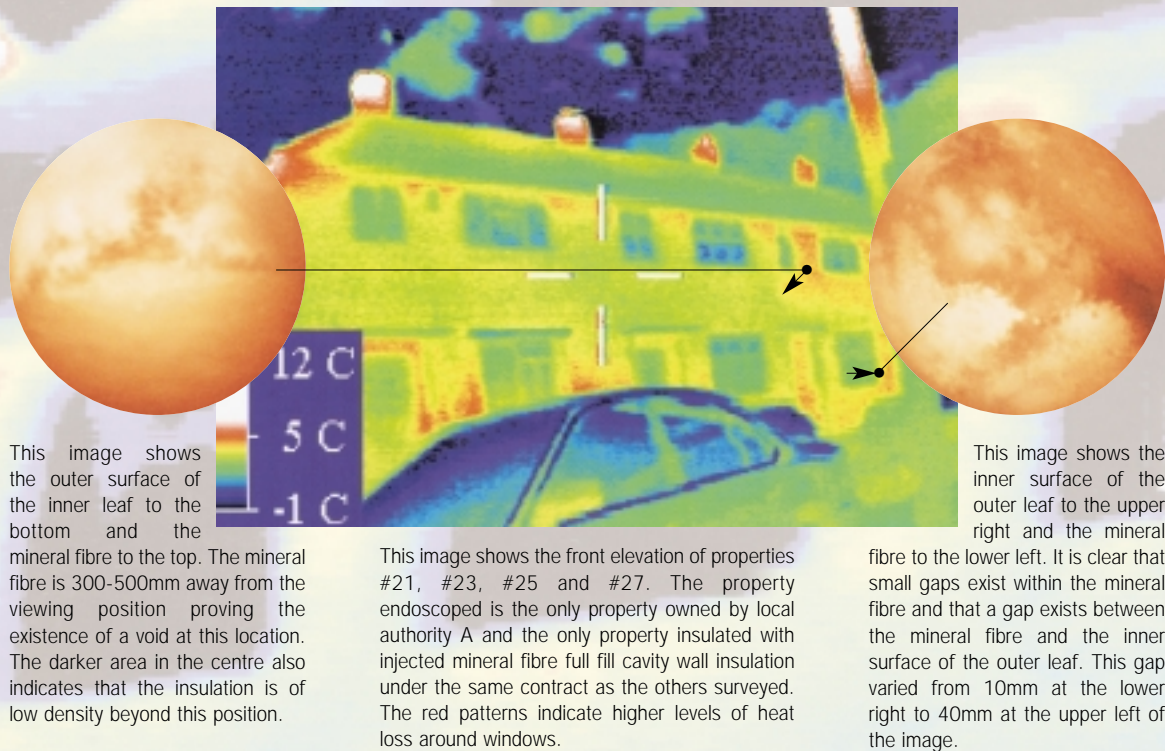 12 C
5 C
-1 C
This image shows
the outer surface of
the inner leaf to the
bottom and the
mineral fibre to the top. The mineral
fibre is 300-500mm away from the
viewing position proving the
existence of a void at this location.
The darker area in the centre also
indicates that the insulation is of
low density beyond this position.
This image shows the front elevation of properties
#21, #23, #25 and #27. The property
endoscoped is the only property owned by local
authority A and the only property insulated with
injected mineral fibre full fill cavity wall insulation
under the same contract as the others surveyed.
The red patterns indicate higher levels of heat
loss around windows.
This image shows the
inner surface of the
outer leaf to the upper
right and the mineral
fibre to the lower left. It is clear that
small gaps exist within the mineral
fibre and that a gap exists between
the mineral fibre and the inner
surface of the outer leaf. This gap
varied from 10mm at the lower
right to 40mm at the upper left of
the image.